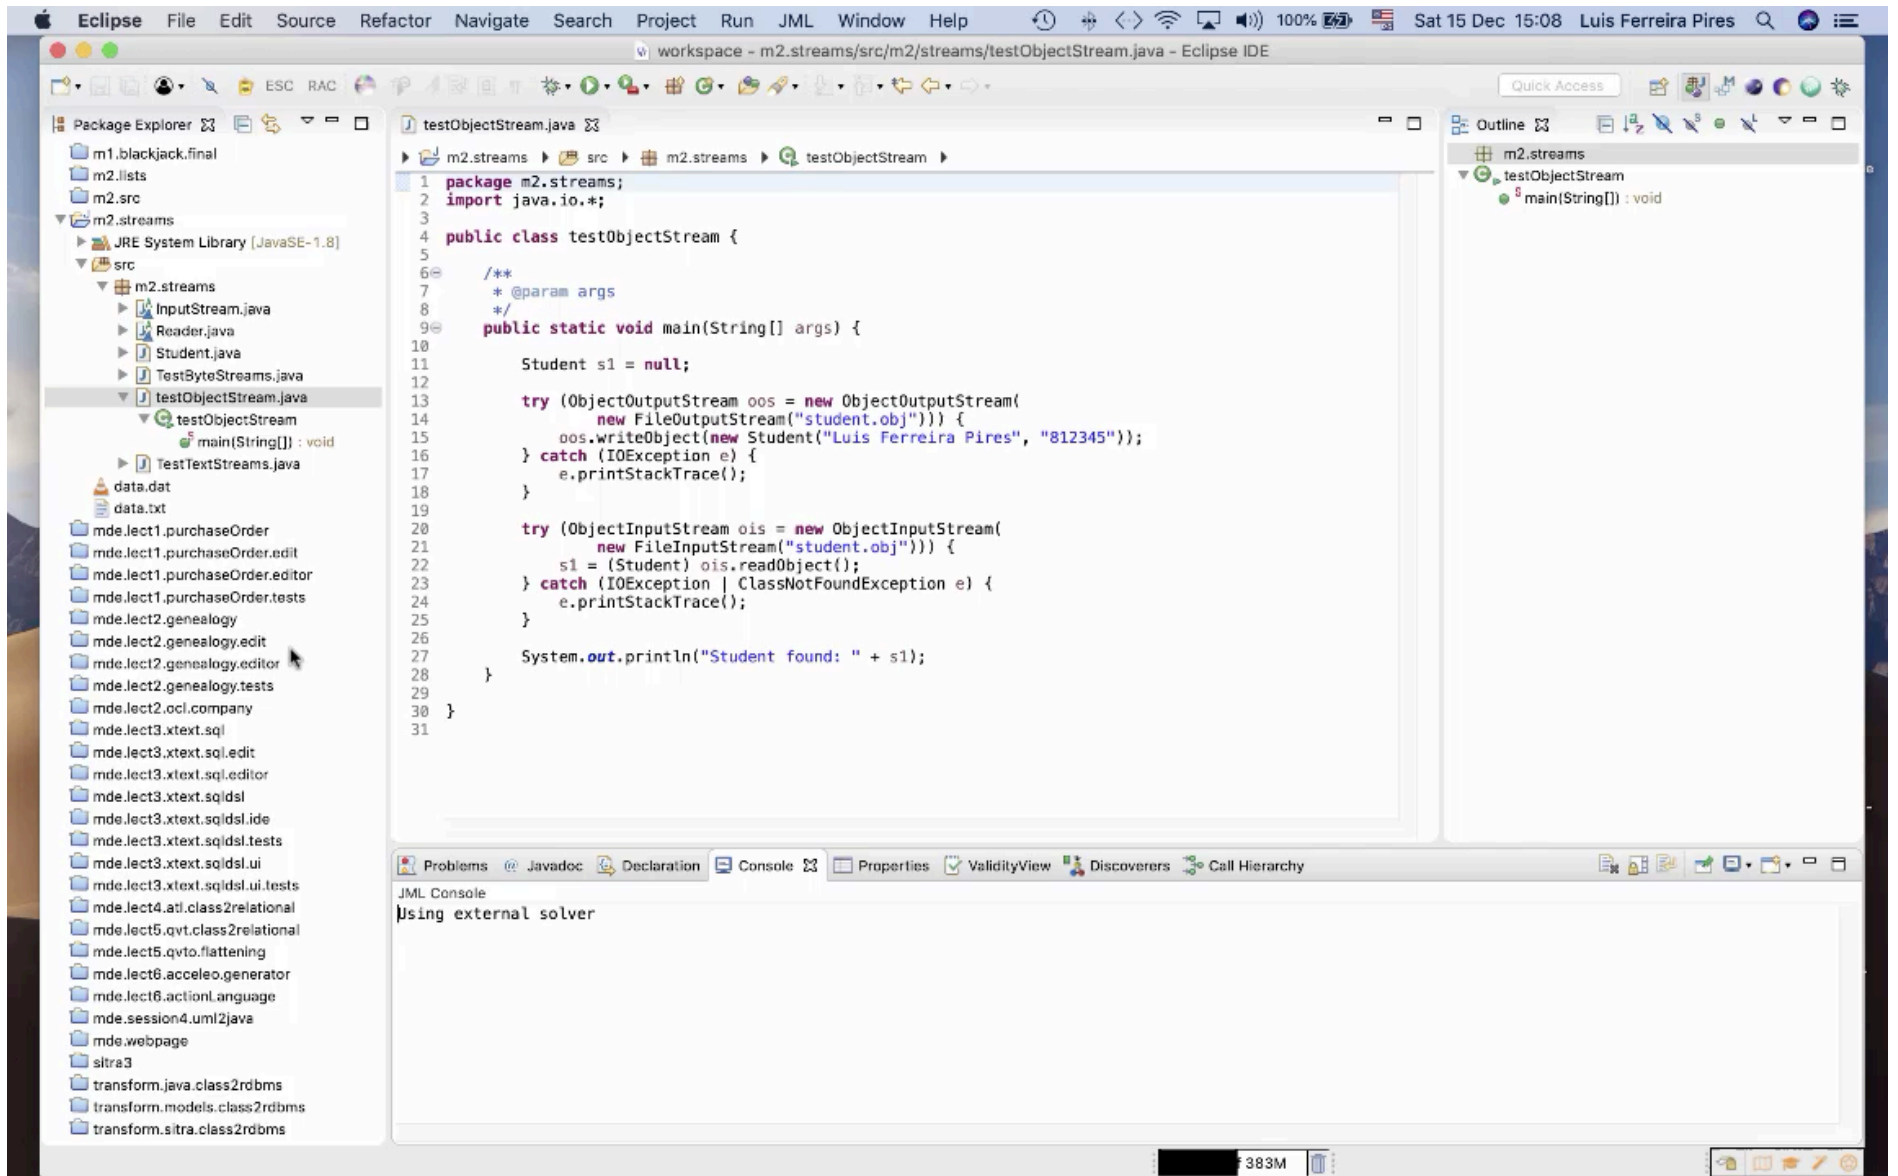 Eclipse File Edit Source Refactor Navigate Search Project Run JML Window Help 100% Sat 15 Dec 15:08 Luis Ferreira Pires
workspace - m2.streams/src/m2/streams/testObjectStream.java - Eclipse IDE
ESC RAC Quick Access
Package Explorer
m1.blackjack.final
m2.lists
m2.src
m2.streams
JRE System Library [JavaSE-1.8]
src
m2.streams
InputStream.java
Reader.java
Student.java
TestByteStreams.java
testObjectStream.java
testObjectStream
main(String[]) : void
TestTextStreams.java
data.dat
data.txt
mde.lect1.purchaseOrder
mde.lect1.purchaseOrder.edit
mde.lect1.purchaseOrder.editor
mde.lect1.purchaseOrder.tests
mde.lect2.genealogy
mde.lect2.genealogy.edit
mde.lect2.genealogy.editor
mde.lect2.genealogy.tests
mde.lect2.ocl.company
mde.lect3.xtext.sql
mde.lect3.xtext.sql.edit
mde.lect3.xtext.sql.editor
mde.lect3.xtext.sqldsl
mde.lect3.xtext.sqldsl.ide
mde.lect3.xtext.sqldsl.tests
mde.lect3.xtext.sqldsl.ui
mde.lect3.xtext.sqldsl.ui.tests
mde.lect4.atl.class2relational
mde.lect5.qvt.class2relational
mde.lect5.qvto.flattening
mde.lect6.acceleo.generator
mde.lect6.actionLanguage
mde.session4.uml2java
mde.webpage
sitra3
transform.java.class2rdbms
transform.models.class2rdbms
transform.sitra.class2rdbms
testObjectStream.java
m2.streams src m2.streams testObjectStream
1 package m2.streams;
2 import java.io.*;
3
4 public class testObjectStream {
5
6 /**
7 * @param args
8 */
9 public static void main(String[] args) {
10
11 Student s1 = null;
12
13 try (ObjectOutputStream oos = new ObjectOutputStream(
14 new FileOutputStream("student.obj"))) {
15 oos.writeObject(new Student("Luis Ferreira Pires", "812345"));
16 } catch (IOException e) {
17 e.printStackTrace();
18 }
19
20 try (ObjectInputStream ois = new ObjectInputStream(
21 new FileInputStream("student.obj"))) {
22 s1 = (Student) ois.readObject();
23 } catch (IOException | ClassNotFoundException e) {
24 e.printStackTrace();
25 }
26
27 System.out.println("Student found: " + s1);
28 }
29
30 }
31
Outline
m2.streams
testObjectStream
main(String[]) : void
Problems Javadoc Declaration Console Properties ValidityView Discoverers Call Hierarchy
JML Console
Using external solver
383M